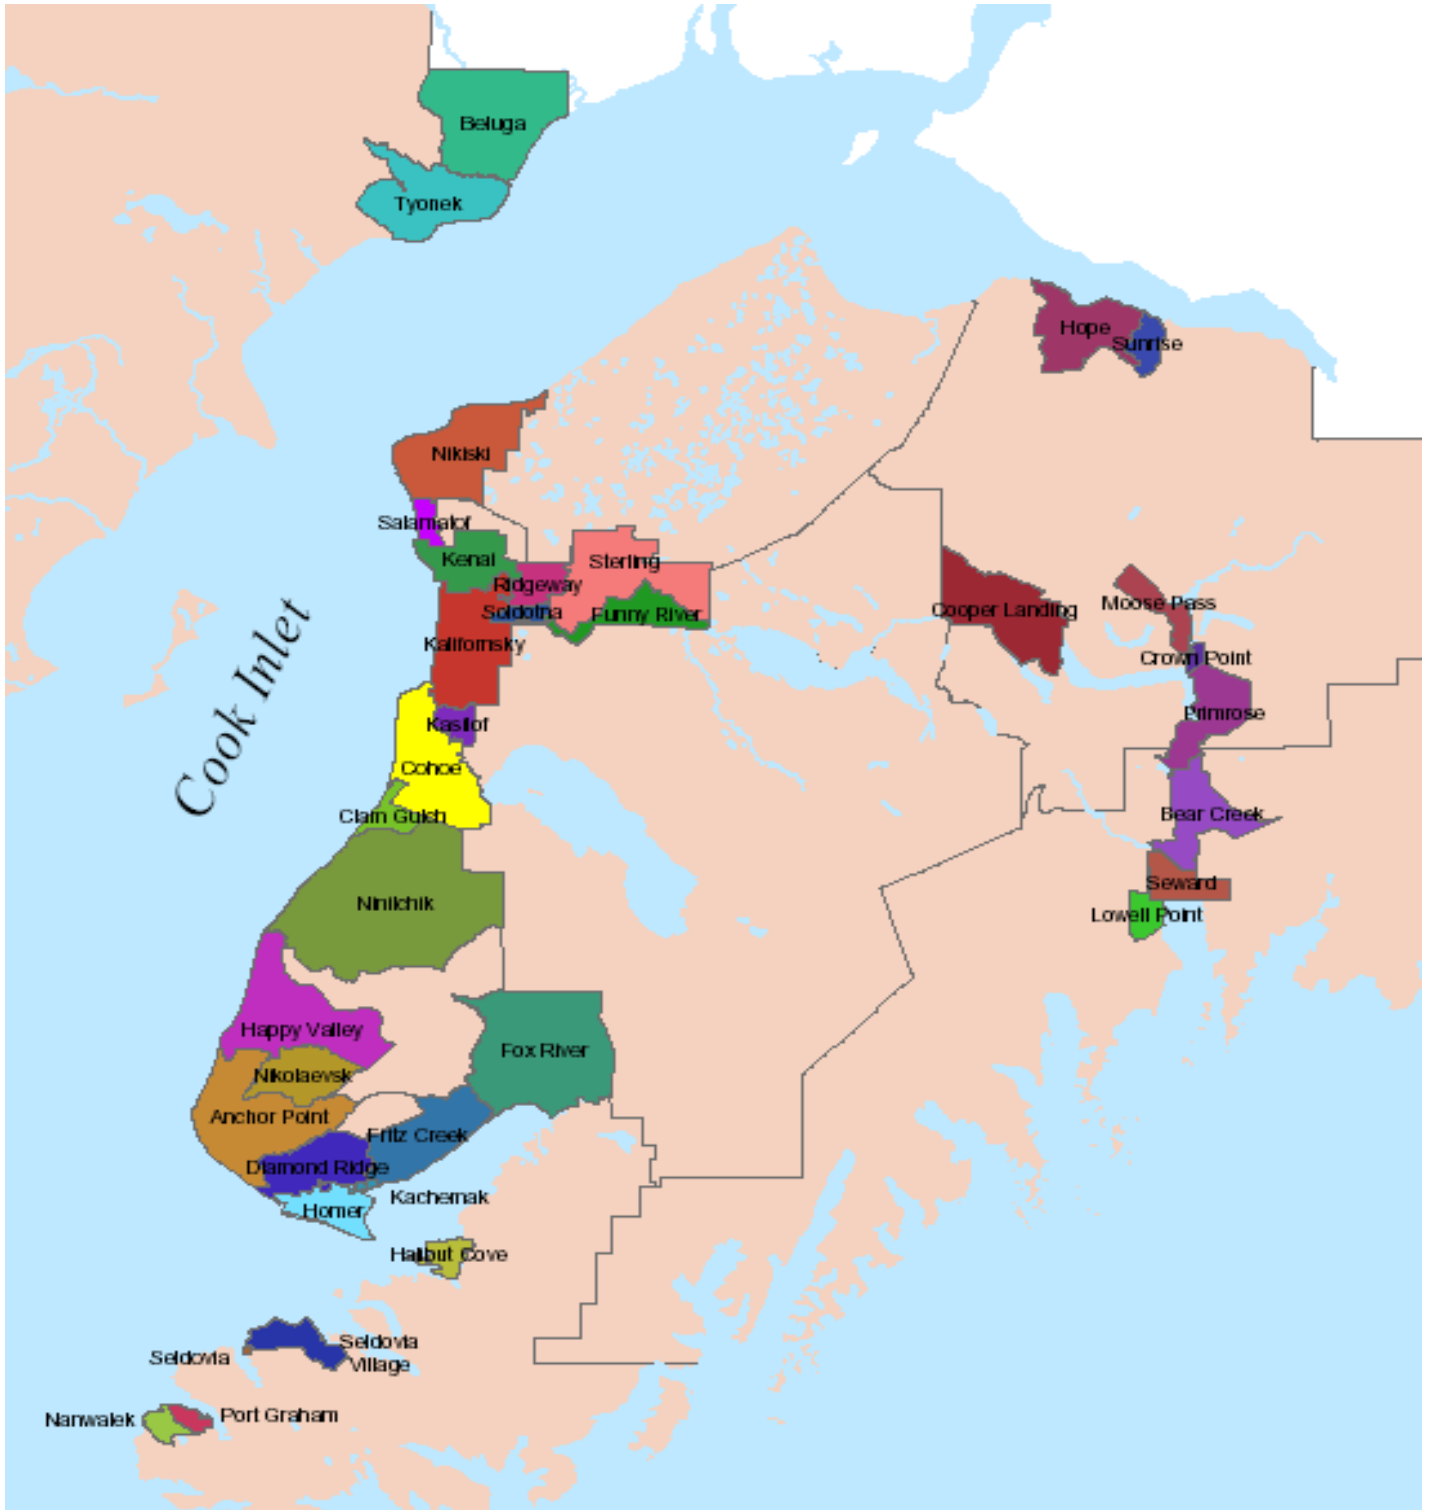 Beluga
Tyonek
Hope
Sunrise
Nikiski
Salamatof
Kenai
Sterling
Ridgeway
Soldotna
Funny River
Cooper Landing
Moose Pass
Kalifornsky
Crown Point
Cook Inlet
Kasilof
Primrose
Cohoe
Clam Gulch
Bear Creek
Seward
Ninilchik
Lowell Point
Happy Valley
Fox River
Nikolaevsk
Anchor Point
Fritz Creek
Diamond Ridge
Kachemak
Homer
Halibut Cove
Seldovia
Seldovia
Village
Nanwalek
Port Graham